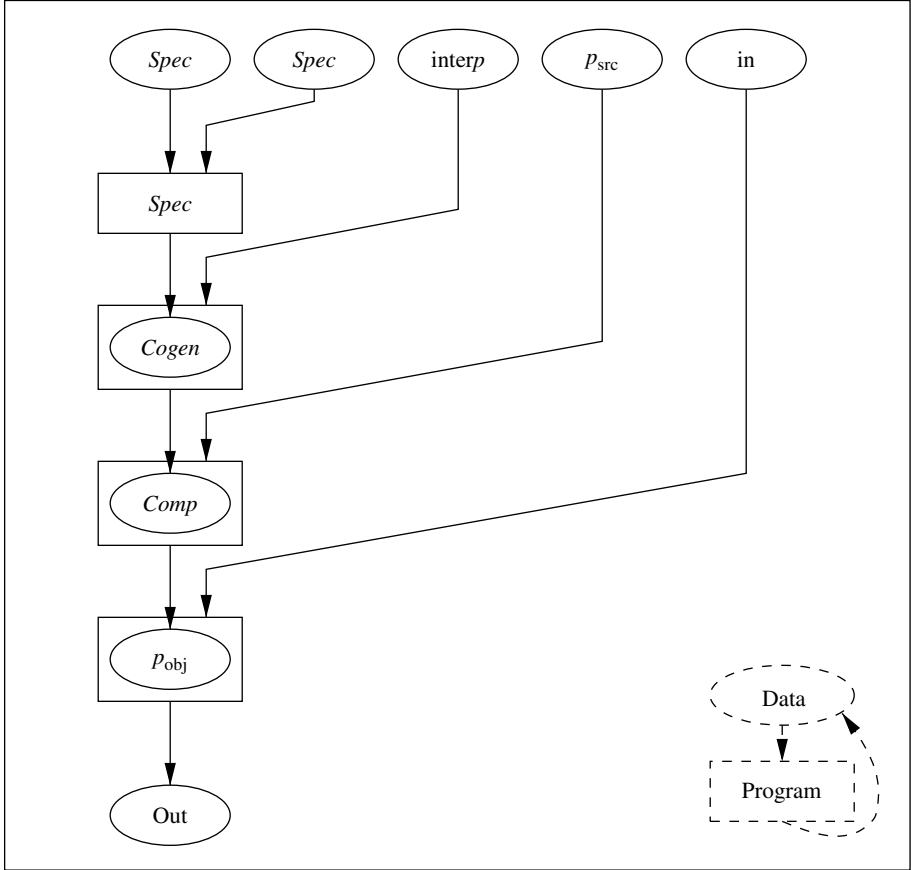 Spec Spec interp p_src in
Spec
Cogen
Comp
p_obj
Data
Program
Out